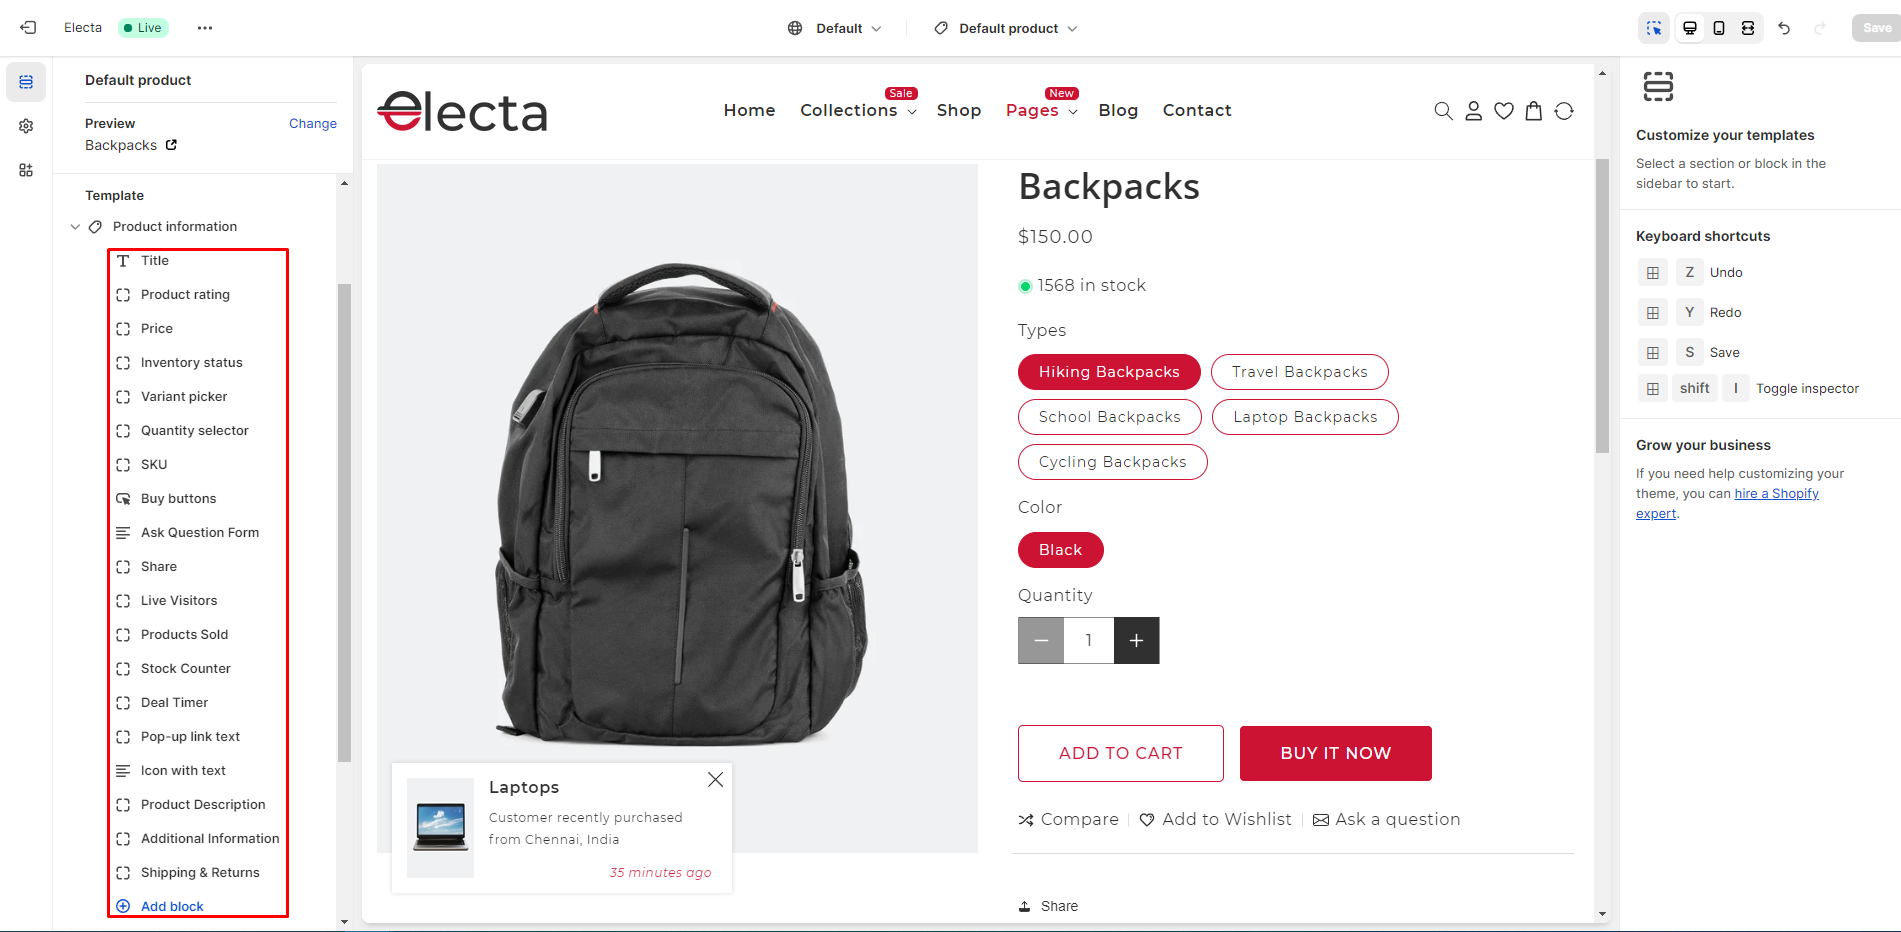 Electa
Live
Default
Default product
Save
Default product
Preview
Change
Backpacks
Template
Product information
Title
Product rating
Price
Inventory status
Variant picker
Quantity selector
SKU
Buy buttons
Ask Question Form
Share
Live Visitors
Products Sold
Stock Counter
Deal Timer
Pop-up link text
Icon with text
Product Description
Additional Information
Shipping & Returns
Add block
electa
Home
Collections
Sale
Shop
Pages
New
Blog
Contact
Backpacks
$150.00
1568 in stock
Types
Hiking Backpacks
Travel Backpacks
School Backpacks
Laptop Backpacks
Cycling Backpacks
Color
Black
Quantity
1
ADD TO CART
BUY IT NOW
Compare
Add to Wishlist
Ask a question
Share
Laptops
Customer recently purchased
from Chennai, India
35 minutes ago
Customize your templates
Select a section or block in the
sidebar to start.
Keyboard shortcuts
Z Undo
Y Redo
S Save
shift I Toggle inspector
Grow your business
If you need help customizing your
theme, you can hire a Shopify
expert.